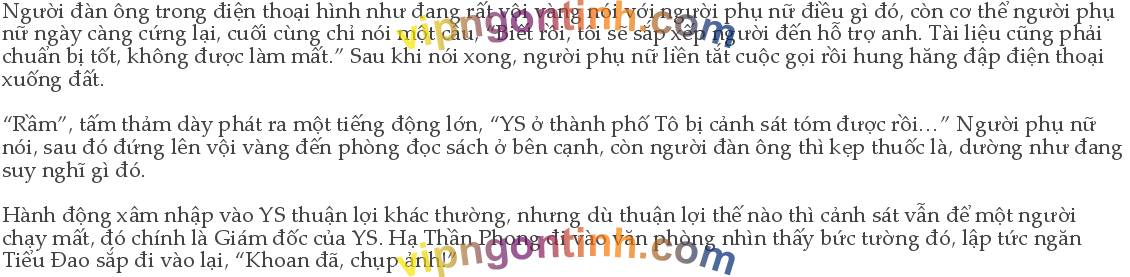 Người đàn ông trong điện thoại hình như đang rất vội vàng nói với người phụ nữ điều gì đó, còn cơ thể người phụ
nữ ngày càng cứng lại, cuối cùng chỉ nói một câu, “Biết rồi, tôi sẽ sắp xếp người đến hỗ trợ anh. Tài liệu cũng phải
chuẩn bị tốt, không được làm mất.” Sau khi nói xong, người phụ nữ liền tắt cuộc gọi rồi hung hăng đập điện thoại
xuống đất.
“Rầm”, tấm thảm dày phát ra một tiếng động lớn, “YS ở thành phố Tô bị cảnh sát tóm được rồi…” Người phụ nữ
nói, sau đó đứng lên vội vàng đến phòng đọc sách ở bên cạnh, còn người đàn ông thì kẹp thuốc lá, dường như đang
suy nghĩ gì đó.
Hành động xâm nhập vào YS thuận lợi khác thường, nhưng dù thuận lợi thế nào thì cảnh sát vẫn để một người
chạy mất, đó chính là Giám đốc của YS. Hạ Thần Phong đi vào văn phòng nhìn thấy bức tường đó, lập tức ngăn
Tiểu Đao sắp đi vào lại, “Khoan đã, chụp ảnh!”
vipngontinh.com
vipngontinh.com